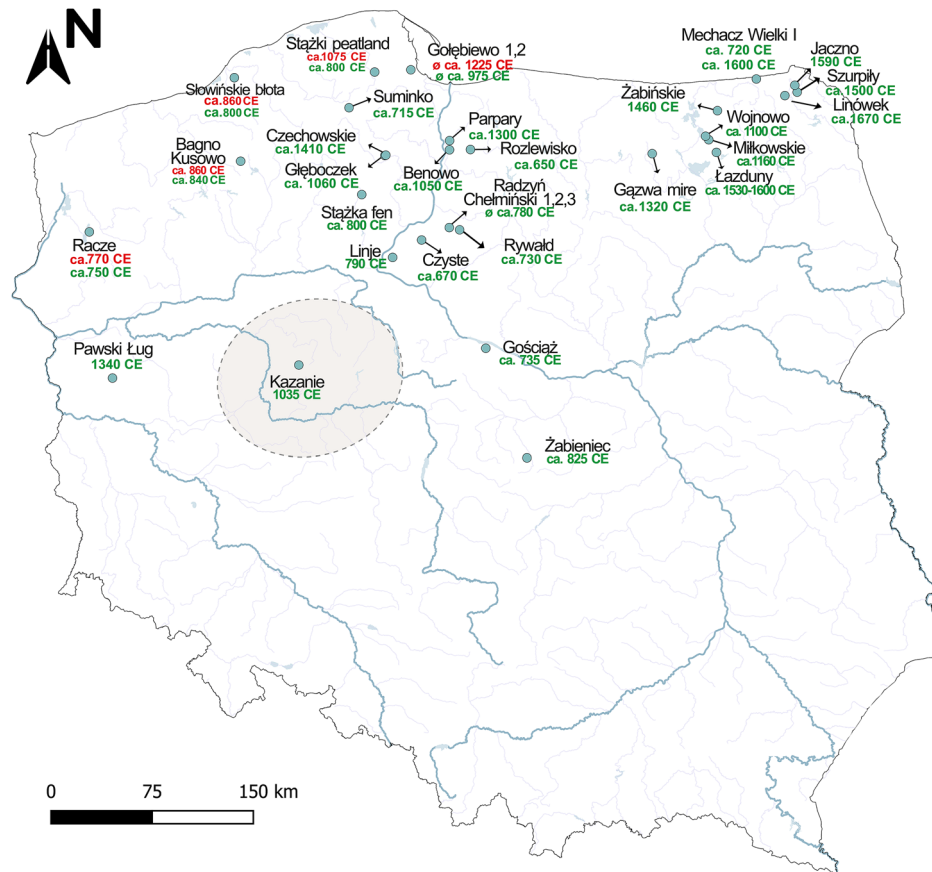 N
Stążki peatland
ca.1075 CE
ca. 800 CE
Gołębiewo 1,2
ø ca. 1225 CE
ø ca. 975 CE
Mechacz Wielki I
ca. 720 CE
ca. 1600 CE
Jaczno
1590 CE
Szurpiły
ca. 1500 CE
Linówek
ca.1670 CE
Słowińskie błota
ca.860 CE
ca.800 CE
Suminko
ca.715 CE
Żabińskie
1460 CE
Wojnowo
ca.1100 CE
Miłkowskie
ca.1160 CE
Łazduny
ca. 1530-1600 CE
Parpary
ca.1300 CE
Czechowskie
ca.1410 CE
Głęboczek
ca. 1060 CE
Rozlewisko
ca.650 CE
Benowo
ca.1050 CE
Bagno
Kusowo
ca. 860 CE
ca. 840 CE
Gązwa mire
ca.1320 CE
Radzyń
Chełmiński 1,2,3
ø ca.780 CE
Stążka fen
ca. 800 CE
Racze
ca.770 CE
ca.750 CE
Linje
790 CE
Czyste
ca.670 CE
Rywałd
ca.730 CE
Pawski Ług
1340 CE
Gościąż
ca. 735 CE
Kazanie
1035 CE
Żabieniec
ca. 825 CE
0 75 150 km